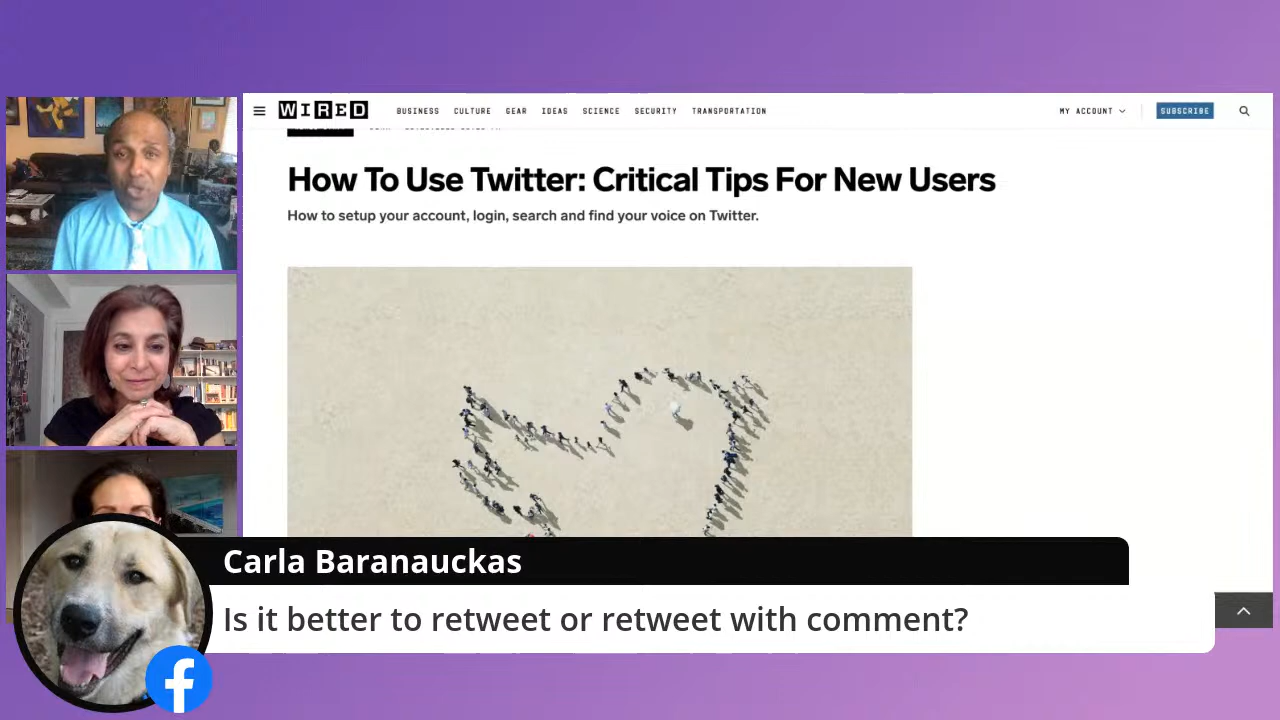 WIRED
BUSINESS CULTURE GEAR IDEAS SCIENCE SECURITY TRANSPORTATION
MY ACCOUNT
SUBSCRIBE
How To Use Twitter: Critical Tips For New Users
How to setup your account, login, search and find your voice on Twitter.
Carla Baranauckas
Is it better to retweet or retweet with comment?